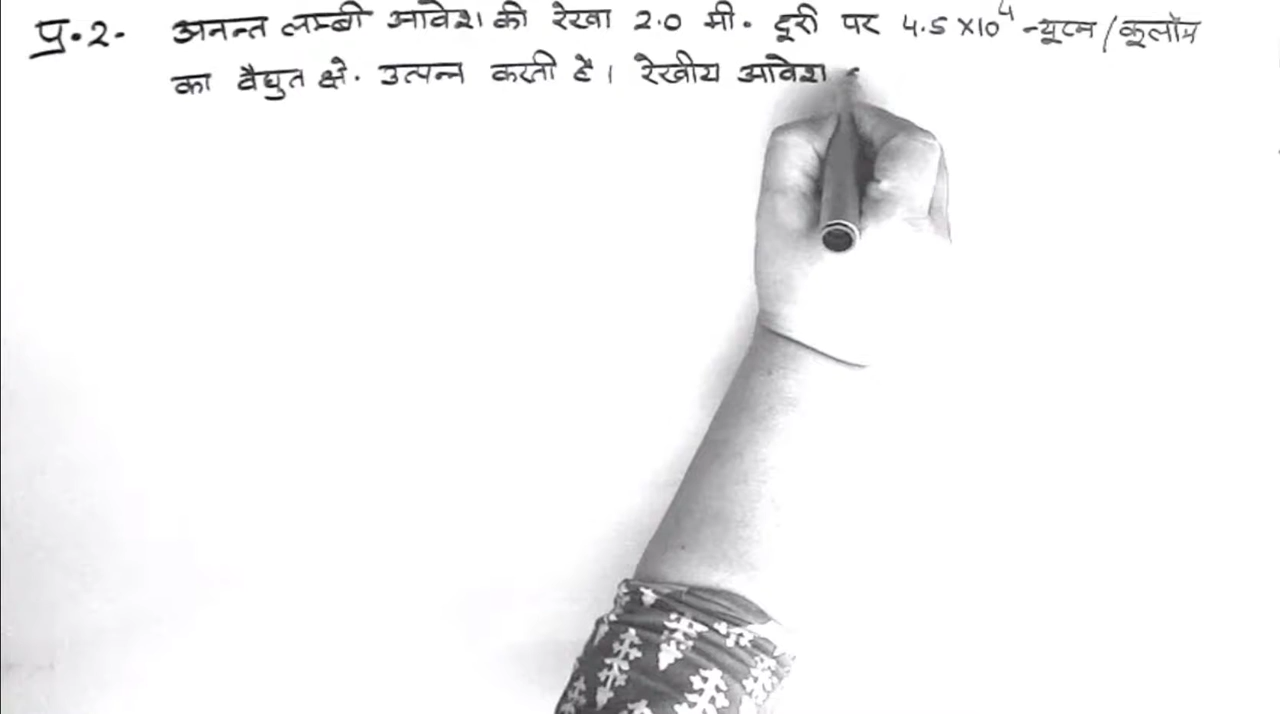 प्र.2. अनन्त लम्बी आवेश की रेखा 2.0 मी. दूरी पर 4.5 ×10⁴ न्यूटन/कूलॉम
का वैद्युत क्षे. उत्पन्न करती है। रेखीय आवेश